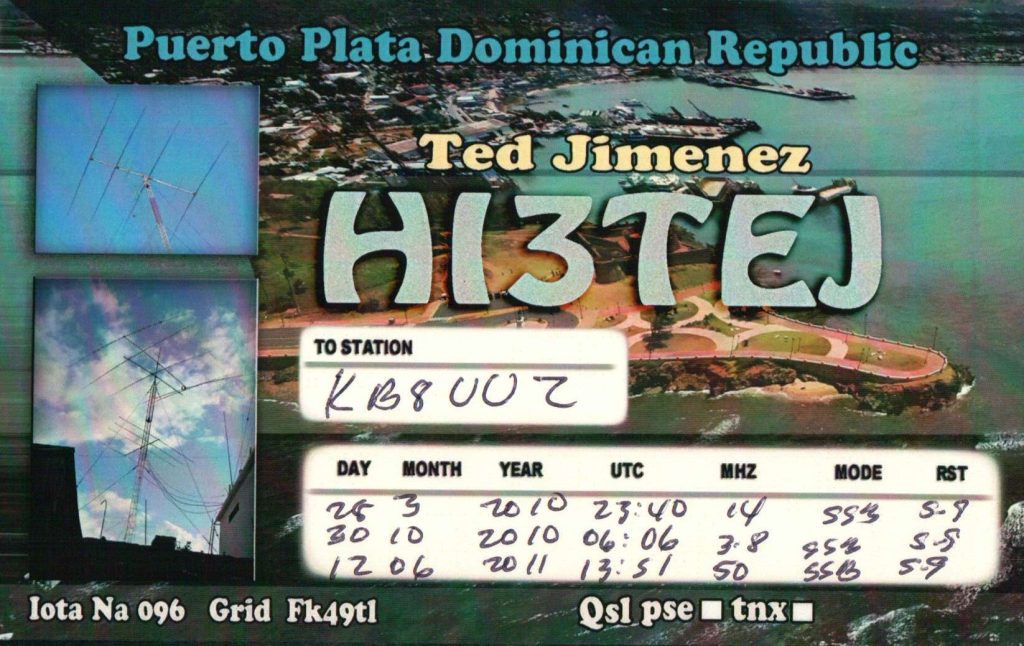 Puerto Plata Dominican Republic
Ted Jimenez
HI3TEJ
TO STATION
KB8UUZ
DAY MONTH YEAR UTC MHZ MODE RST
28 3 2010 23:40 14 SSB 5-9
30 10 2010 06:06 3.8 SSB 5-9
12 06 2011 13:51 50 SSB 59
Iota Na 096 Grid Fk49tl
Qsl pse tnx